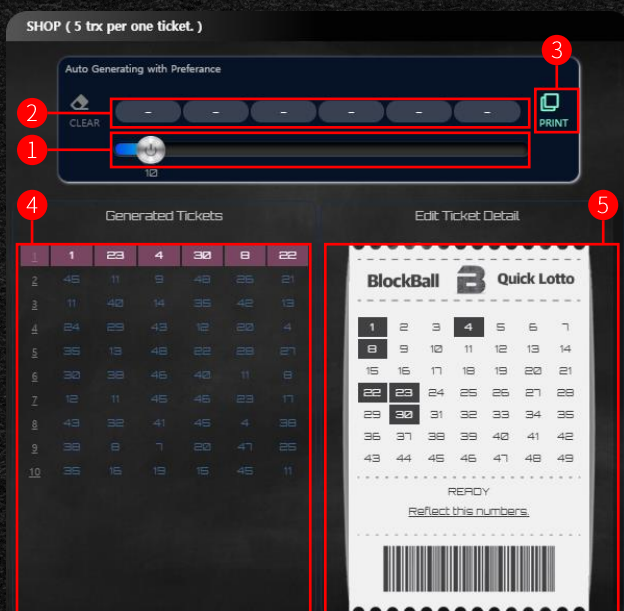 SHOP ( 5 trx per one ticket. )
3
Auto Generating with Preferance
2
CLEAR
- - - - - -
PRINT
1
10
4
Generated Tickets
Edit Ticket Detail
5
1 1 23 4 30 8 22
2 45 11 9 48 26 21
3 11 40 14 35 42 13
4 24 29 43 12 20 4
5 35 13 48 22 28 27
6 30 38 46 40 11 8
7 12 11 45 46 23 17
8 43 32 41 45 4 38
9 38 8 7 20 47 25
10 35 16 19 15 45 11
BlockBall B Quick Lotto
1 2 3 4 5 6 7
8 9 10 11 12 13 14
15 16 17 18 19 20 21
22 23 24 25 26 27 28
29 30 31 32 33 34 35
36 37 38 39 40 41 42
43 44 45 46 47 48 49
READY
Reflect this numbers.